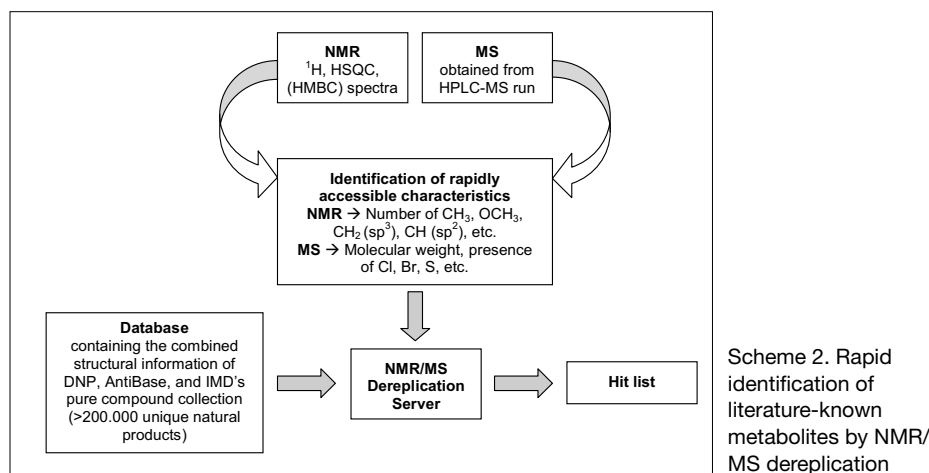 NMR
¹H, HSQC,
(HMBC) spectra
MS
obtained from
HPLC-MS run
Identification of rapidly
accessible characteristics
NMR → Number of CH₃, OCH₃,
CH₂ (sp³), CH (sp²), etc.
MS → Molecular weight, presence
of Cl, Br, S, etc.
Database
containing the combined
structural information of
DNP, AntiBase, and IMD's
pure compound collection
(>200.000 unique natural
products)
NMR/MS
Dereplication
Server
Hit list
Scheme 2. Rapid
identification of
literature-known
metabolites by NMR/
MS dereplication